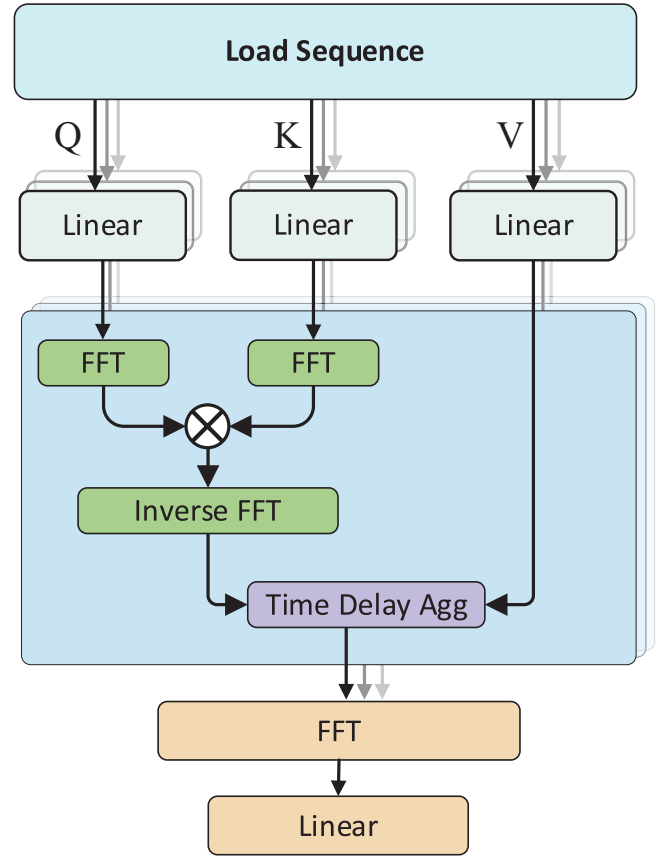 Load Sequence
Q K V
Linear Linear Linear
FFT FFT
Inverse FFT
Time Delay Agg
FFT
Linear